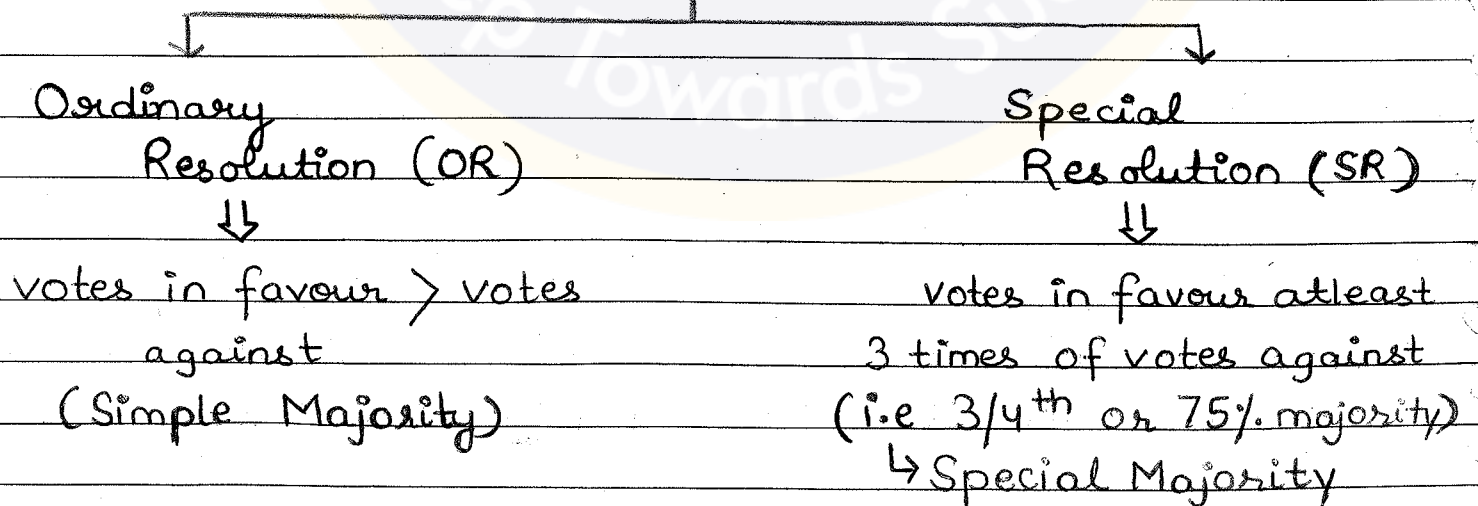 Towards
Ordinary
Resolution (OR)
⇓
votes in favour > votes
against
(Simple Majority)
Special
Resolution (SR)
⇓
votes in favour atleast
3 times of votes against
(i.e 3/4th or 75%. majority)
↳ Special Majority